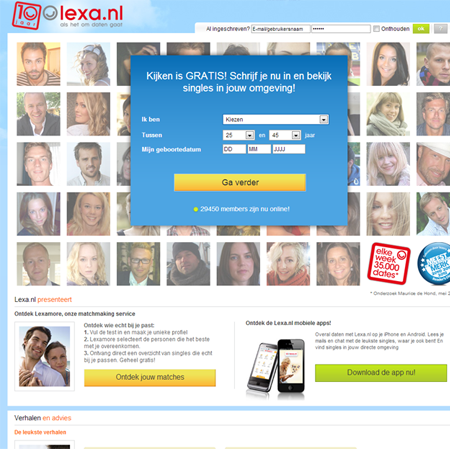 10 jaar lexa.nl
als het om daten gaat
Al ingeschreven? E-mail/gebruikersnaam Onthouden ok
Kijken is GRATIS! Schrijf je nu in en bekijk
singles in jouw omgeving!
Ik ben Kiezen
Tussen 25 en 45 jaar
Mijn geboortedatum DD MM JJJJ
Ga verder
29450 members zijn nu online!
elke
week
35.000
dates*
MEEST
* Onderzoek Maurice de Hond, mei 2
Lexa.nl presenteert
Ontdek Lexamore, onze matchmaking service
Ontdek wie echt bij je past:
1. Vul de test in en maak je unieke profiel!
2. Lexamore selecteert de personen die het beste
met je overeenkomen.
3. Ontvang direct een overzicht van singles die echt
bij je passen. Geheel gratis!
Ontdek jouw matches
Ontdek de Lexa.nl mobiele apps!
Overal daten met Lexa.nl op je iPhone en Android. Lees je
mails en chat met de leukste singles, waar je ook bent! En
vind singles in jouw directe omgeving
Download de app nu!
Verhalen en advies
De leukste verhalen